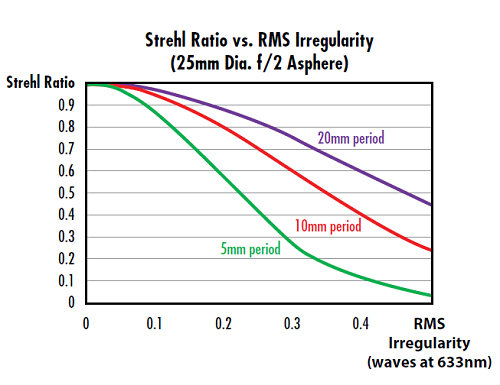 Strehl Ratio vs. RMS Irregularity
(25mm Dia. f/2 Asphere)
Strehl Ratio
0.9
0.8
0.7
0.6
0.5
0.4
0.3
0.2
0.1
0
20mm period
10mm period
5mm period
0 0.1 0.2 0.3 0.4 RMS
Irregularity
(waves at 633nm)